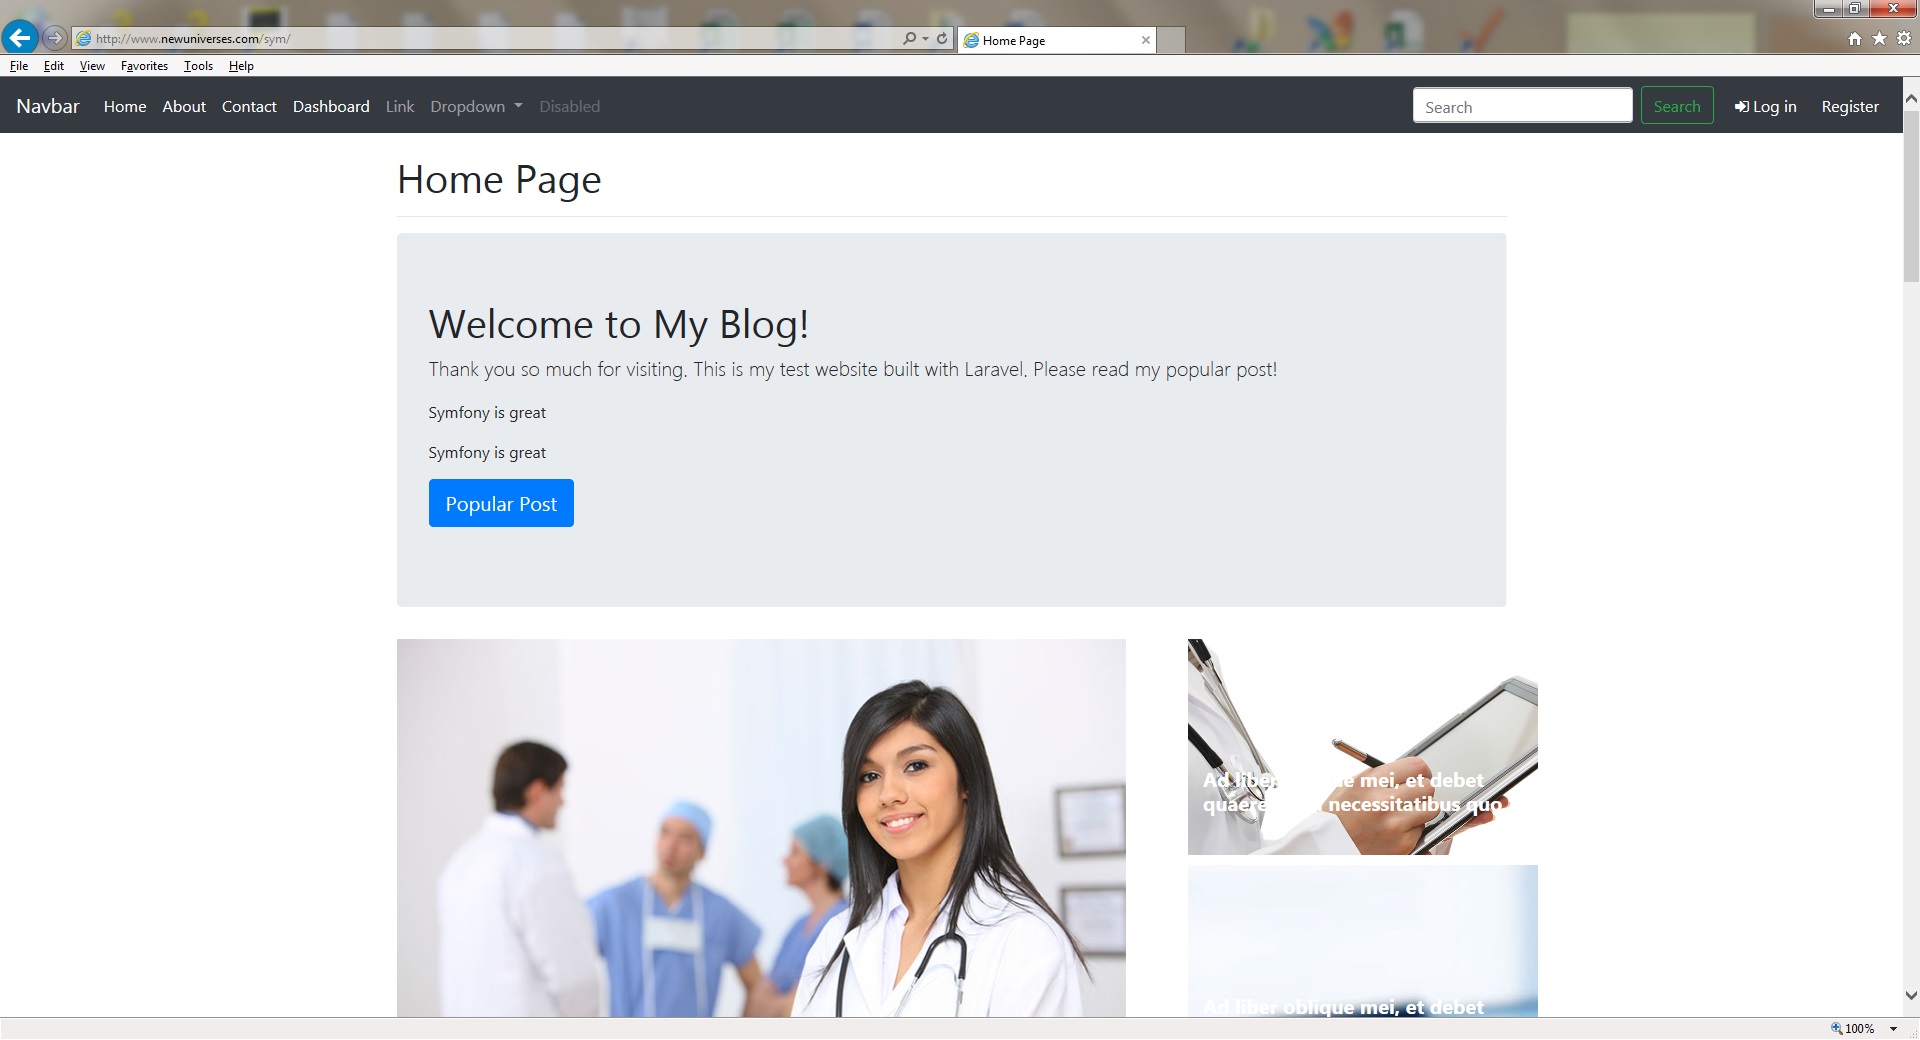 http://www.newuniverses.com/sym/
Home Page
File Edit View Favorites Tools Help
Navbar Home About Contact Dashboard Link Dropdown Disabled Search Search Log in Register
Home Page
Welcome to My Blog!
Thank you so much for visiting. This is my test website built with Laravel. Please read my popular post!
Symfony is great
Symfony is great
Popular Post
Ad liber mei, et debet
necessitatibus quo
Ad liber oblique mei, et debet
100%